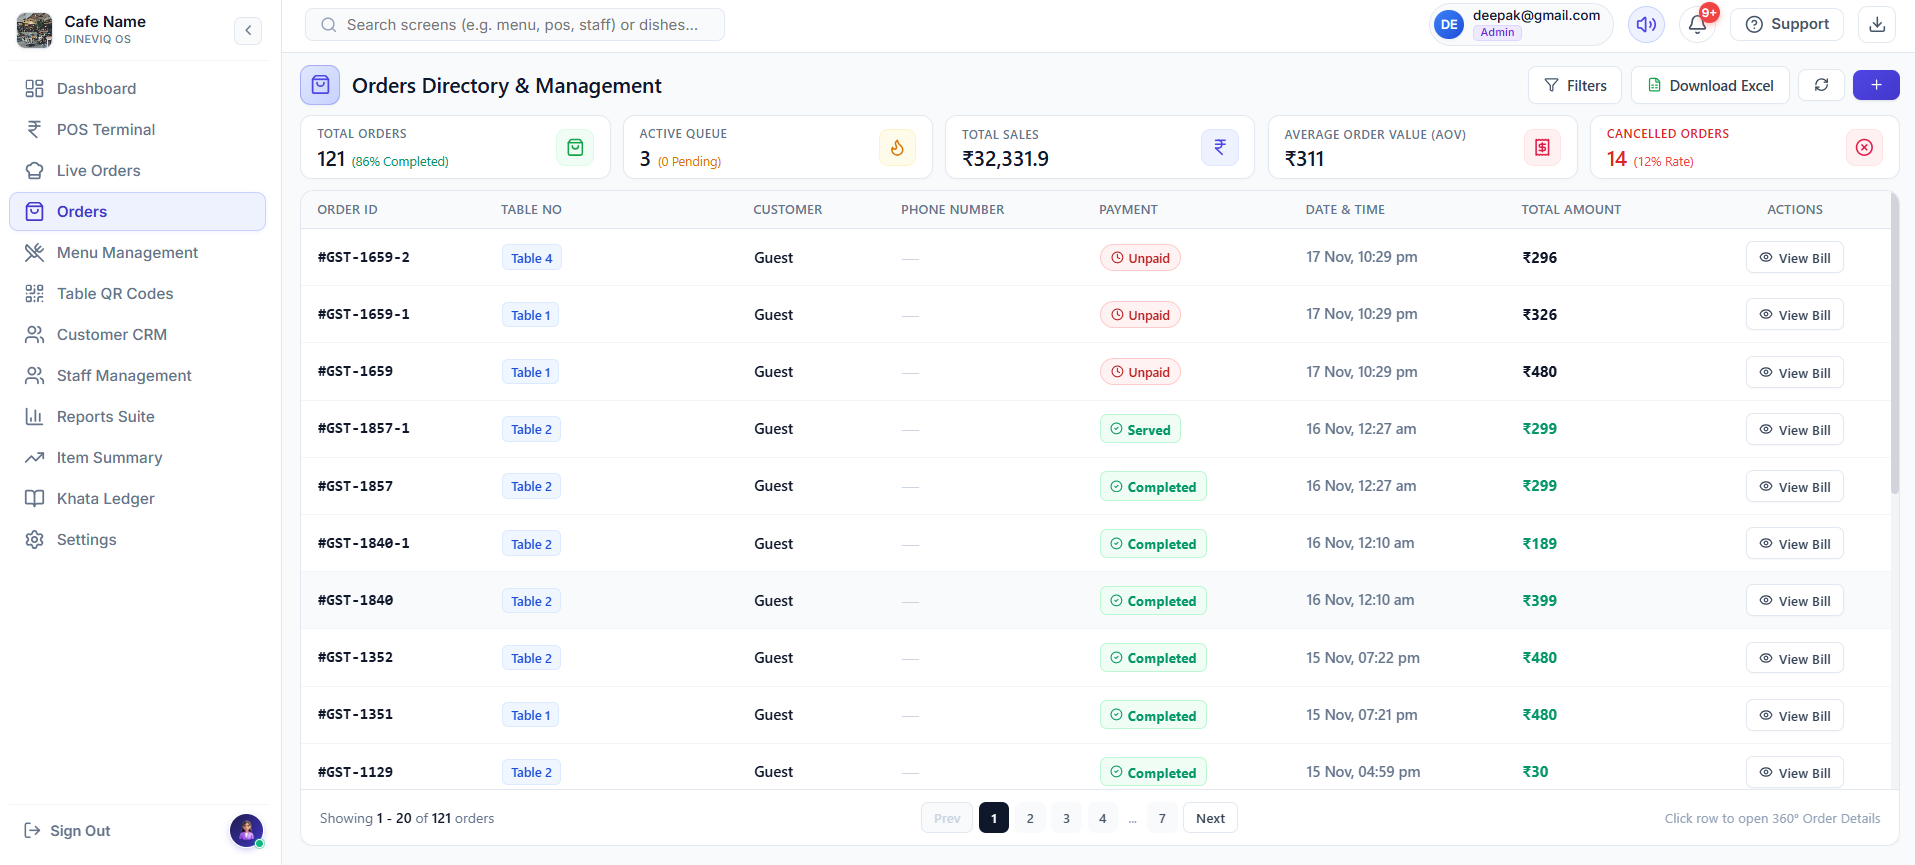 Cafe Name
DINEVIQ OS
Dashboard
POS Terminal
Live Orders
Orders
Menu Management
Table QR Codes
Customer CRM
Staff Management
Reports Suite
Item Summary
Khata Ledger
Settings
Sign Out
Search screens (e.g. menu, pos, staff) or dishes...
DE
deepak@gmail.com
Admin
9+
Support
Orders Directory & Management
Filters
Download Excel
+
TOTAL ORDERS
121 (86% Completed)
ACTIVE QUEUE
3 (0 Pending)
TOTAL SALES
₹32,331.9
₹
AVERAGE ORDER VALUE (AOV)
₹311
CANCELLED ORDERS
14 (12% Rate)
ORDER ID TABLE NO CUSTOMER PHONE NUMBER PAYMENT DATE & TIME TOTAL AMOUNT ACTIONS
#GST-1659-2 Table 4 Guest — Unpaid 17 Nov, 10:29 pm ₹296 View Bill
#GST-1659-1 Table 1 Guest — Unpaid 17 Nov, 10:29 pm ₹326 View Bill
#GST-1659 Table 1 Guest — Unpaid 17 Nov, 10:29 pm ₹480 View Bill
#GST-1857-1 Table 2 Guest — Served 16 Nov, 12:27 am ₹299 View Bill
#GST-1857 Table 2 Guest — Completed 16 Nov, 12:27 am ₹299 View Bill
#GST-1840-1 Table 2 Guest — Completed 16 Nov, 12:10 am ₹189 View Bill
#GST-1840 Table 2 Guest — Completed 16 Nov, 12:10 am ₹399 View Bill
#GST-1352 Table 2 Guest — Completed 15 Nov, 07:22 pm ₹480 View Bill
#GST-1351 Table 1 Guest — Completed 15 Nov, 07:21 pm ₹480 View Bill
#GST-1129 Table 2 Guest — Completed 15 Nov, 04:59 pm ₹30 View Bill
Showing 1 - 20 of 121 orders
Prev 1 2 3 4 ... 7 Next
Click row to open 360° Order Details